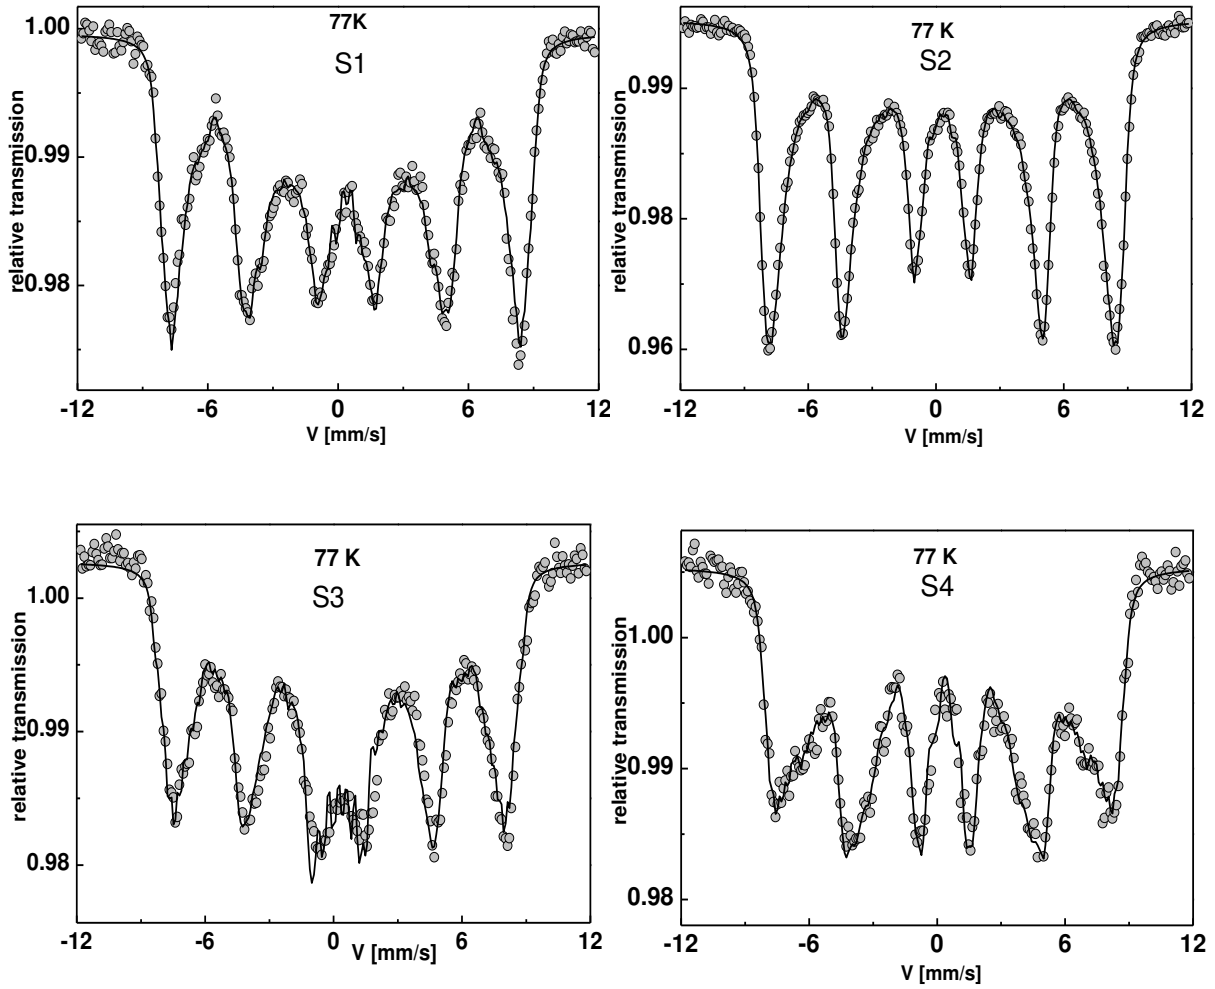 77K
S1
relative transmission
1.00
0.99
0.98
-12 -6 0 6 12
V [mm/s]
77 K
S2
relative transmission
0.99
0.98
0.96
-12 -6 0 6 12
V [mm/s]
77 K
S3
relative transmission
1.00
0.99
0.98
-12 -6 0 6 12
V [mm/s]
77 K
S4
relative transmission
1.00
0.99
0.98
-12 -6 0 6 12
V [mm/s]